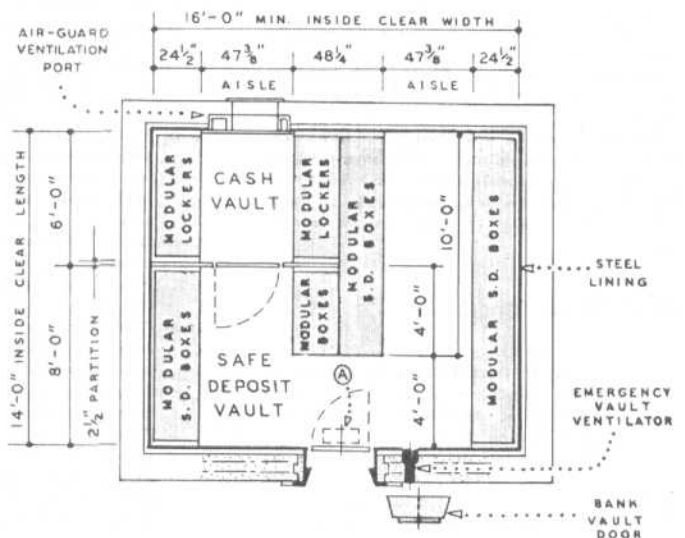 16'-0" MIN. INSIDE CLEAR WIDTH
AIR-GUARD
VENTILATION
PORT
24½"
47⅜"
48¼"
47⅜"
24½"
AISLE
AISLE
14'-0" INSIDE CLEAR LENGTH
6'-0"
8'-0"
2½" PARTITION
MODULAR
LOCKERS
CASH
VAULT
MODULAR
LOCKERS
MODULAR
S.D. BOXES
10'-0"
MODULAR S.D. BOXES
STEEL
LINING
MODULAR
S.D. BOXES
SAFE
DEPOSIT
VAULT
MODULAR
BOXES
4'-0"
4'-0"
A
EMERGENCY
VAULT
VENTILATOR
BANK
VAULT
DOOR